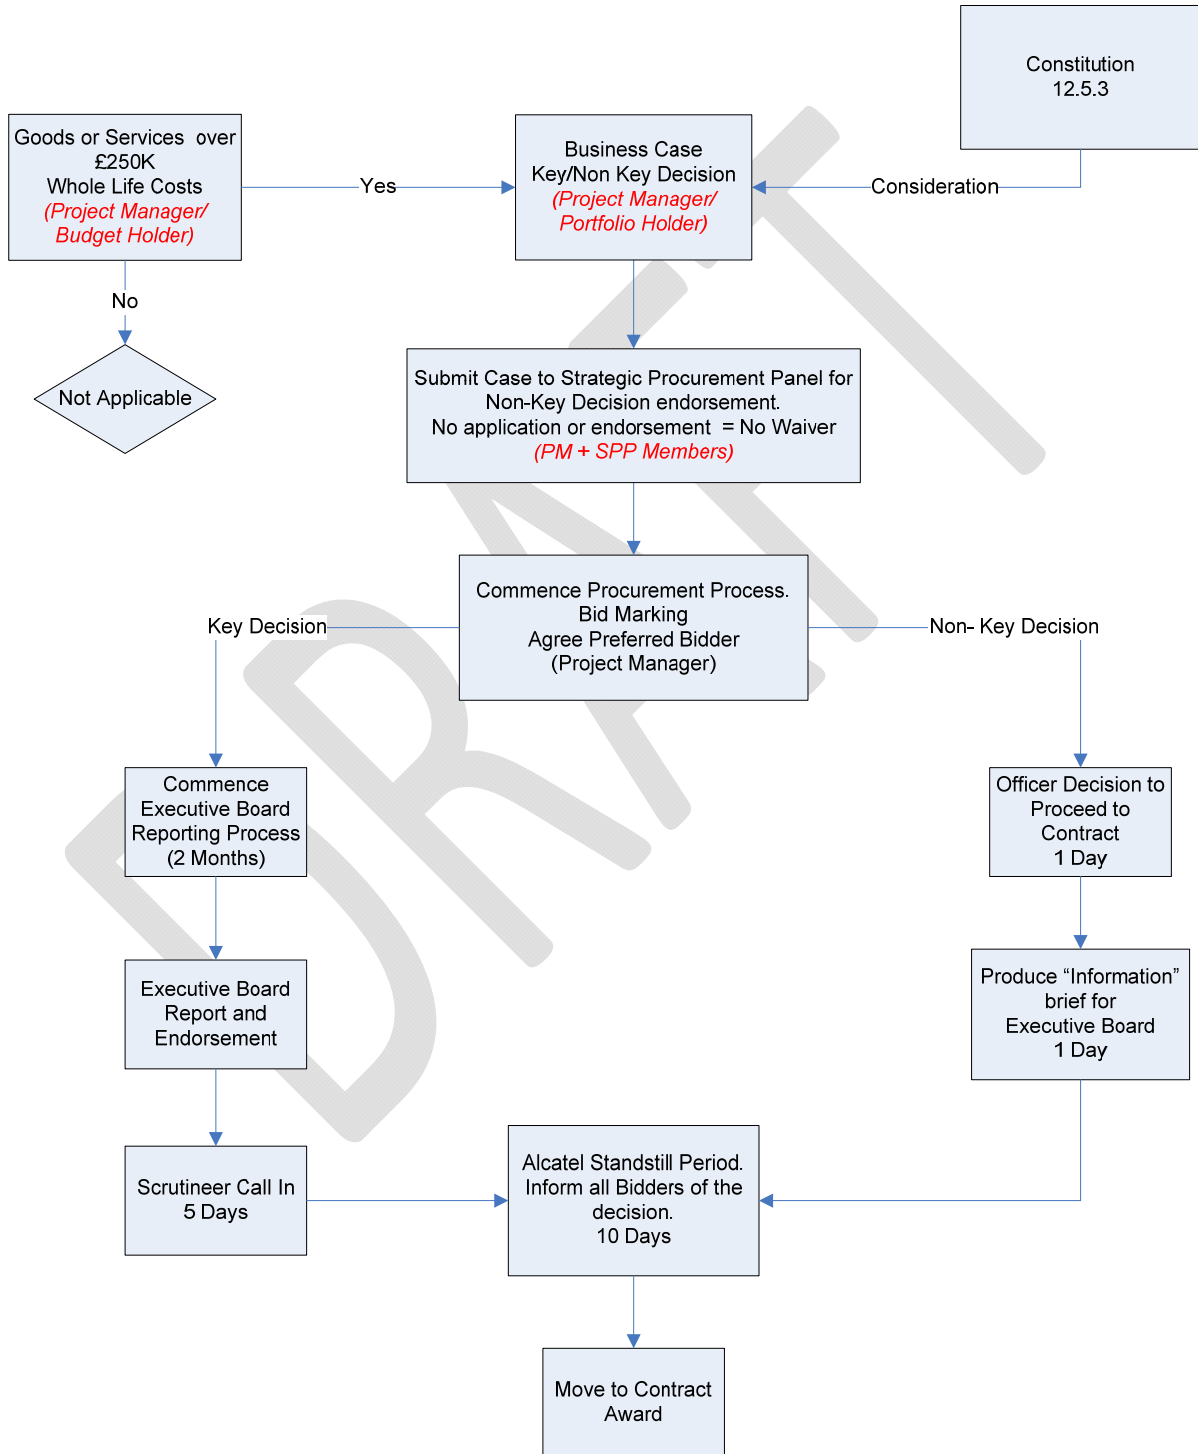 Constitution
12.5.3
Goods or Services over
£250K
Whole Life Costs
(Project Manager/
Budget Holder)
Yes
Business Case
Key/Non Key Decision
(Project Manager/
Portfolio Holder)
Consideration
No
Not Applicable
Submit Case to Strategic Procurement Panel for
Non-Key Decision endorsement.
No application or endorsement = No Waiver
(PM + SPP Members)
Commence Procurement Process.
Bid Marking
Agree Preferred Bidder
(Project Manager)
Key Decision
Non- Key Decision
Commence
Executive Board
Reporting Process
(2 Months)
Officer Decision to
Proceed to
Contract
1 Day
Executive Board
Report and
Endorsement
Produce “Information”
brief for
Executive Board
1 Day
Scrutineer Call In
5 Days
Alcatel Standstill Period.
Inform all Bidders of the
decision.
10 Days
Move to Contract
Award
DRAFT